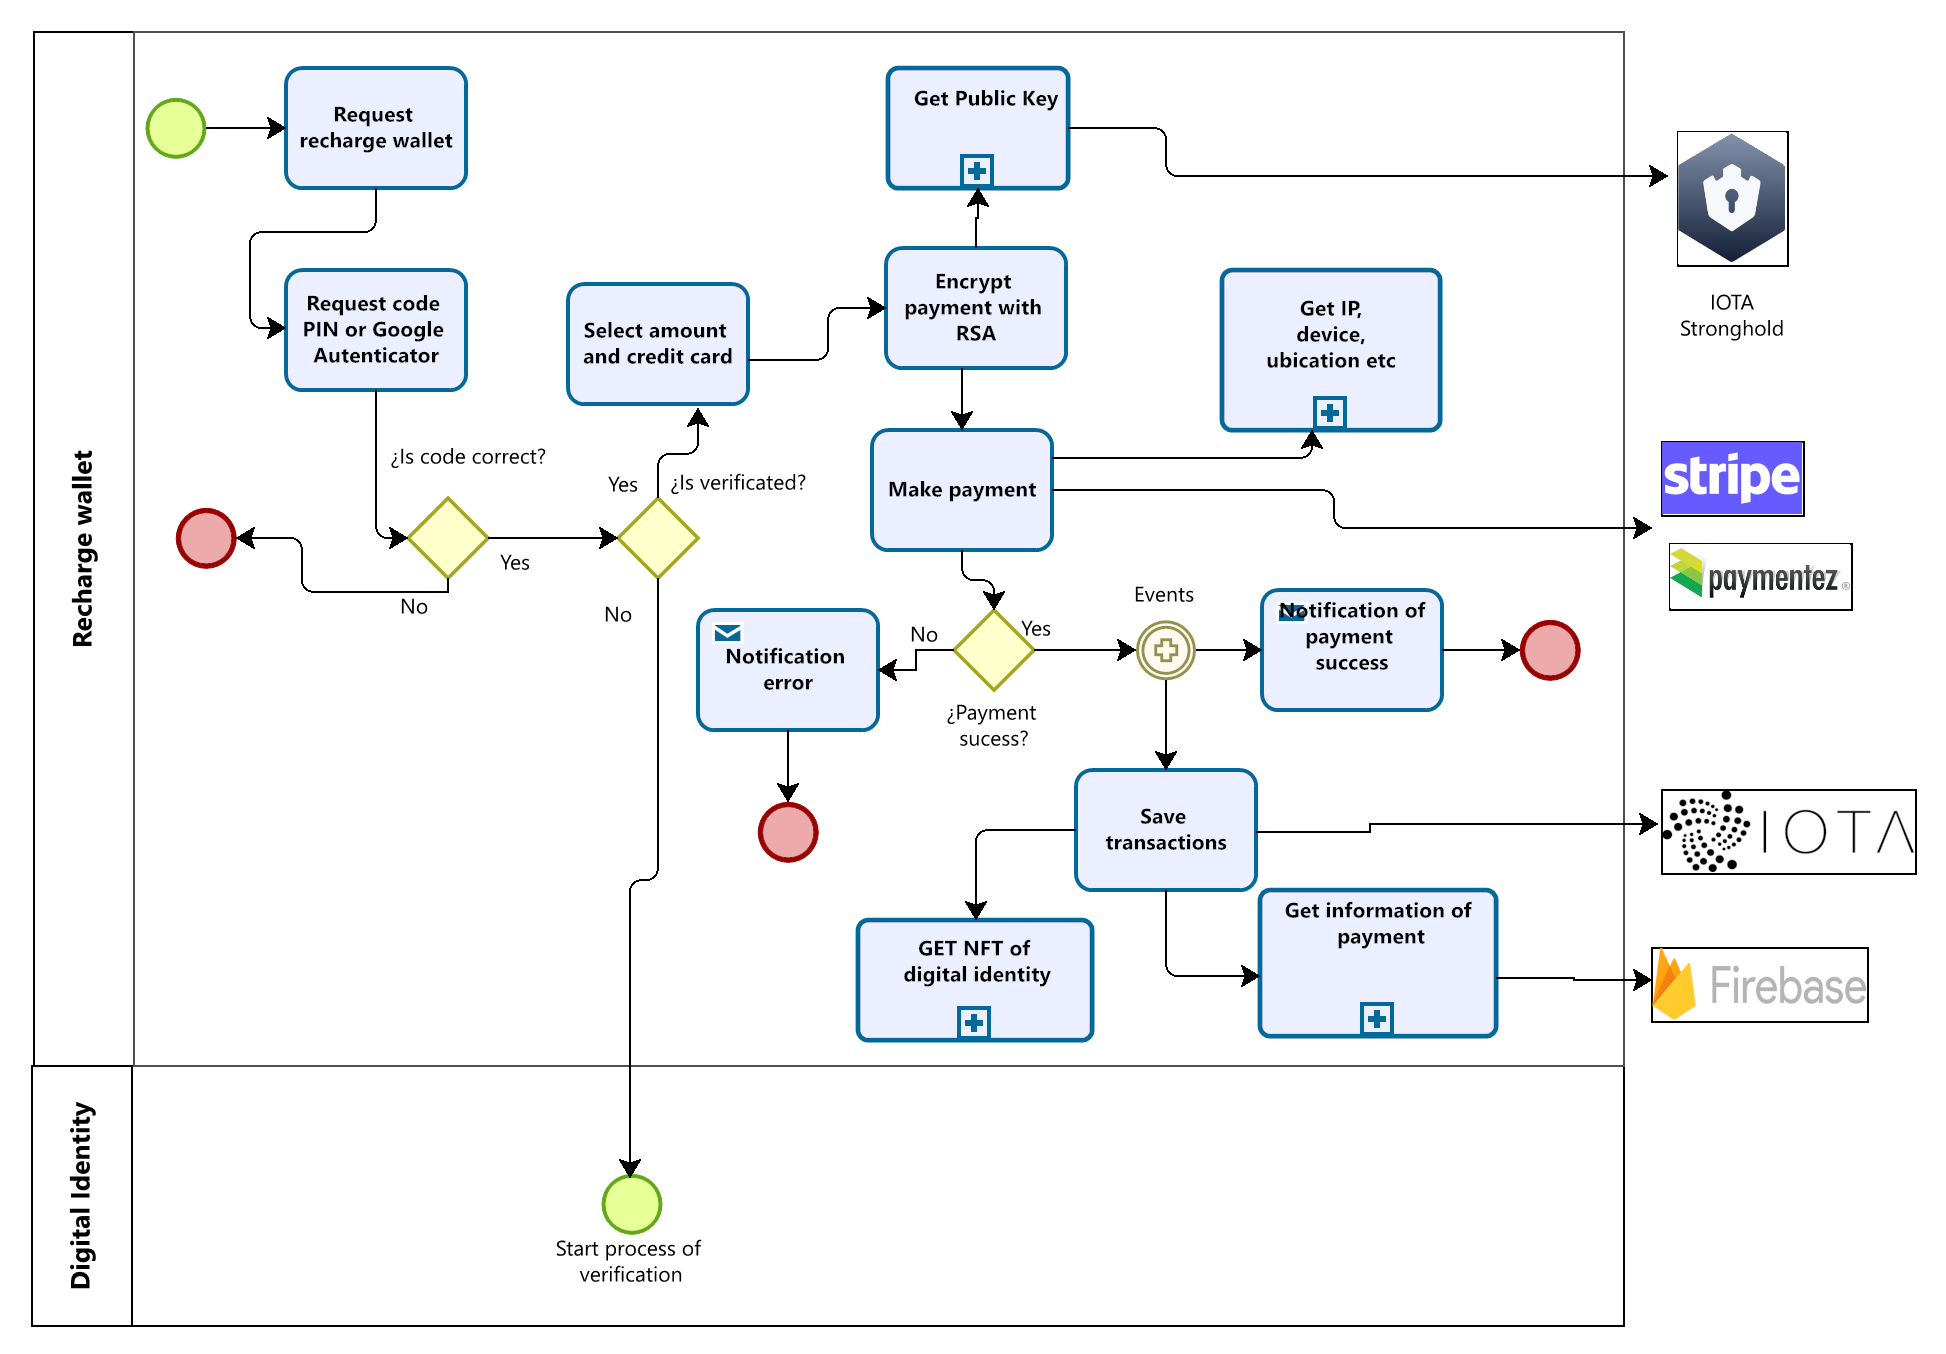 Recharge wallet
Request
recharge wallet
Get Public Key
IOTA
Stronghold
Request code
PIN or Google
Autenticator
Select amount
and credit card
Encrypt
payment with
RSA
Get IP,
device,
ubication etc
¿Is code correct?
Yes
¿Is verificated?
Make payment
stripe
Yes
No
No
paymentez®
Events
Notification of
payment
success
Notification
error
No
Yes
¿Payment
sucess?
Save
transactions
IOTA
GET NFT of
digital identity
Get information of
payment
Firebase
Digital Identity
Start process of
verification